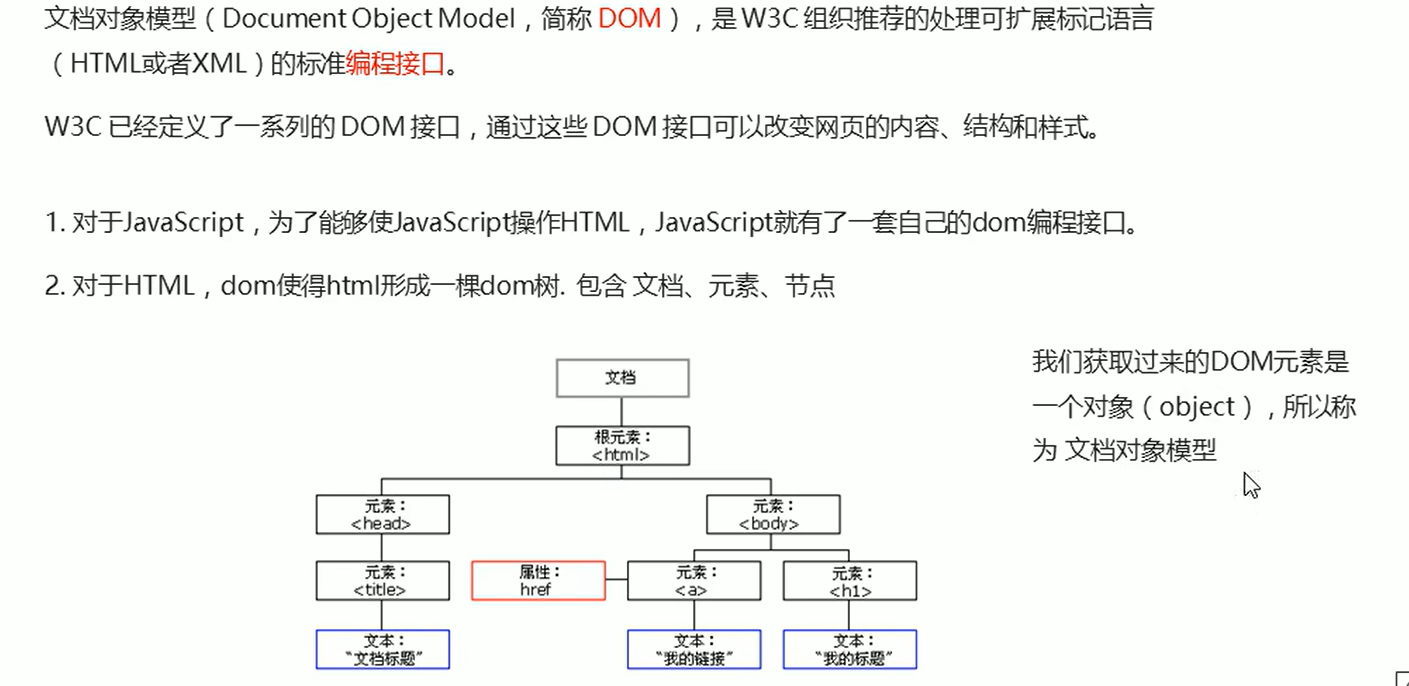 文档对象模型（Document Object Model，简称 DOM），是 W3C 组织推荐的处理可扩展标记语言
（HTML或者XML）的标准编程接口。
W3C 已经定义了一系列的 DOM 接口，通过这些 DOM 接口可以改变网页的内容、结构和样式。
1. 对于JavaScript，为了能够使JavaScript操作HTML，JavaScript就有了一套自己的dom编程接口。
2. 对于HTML，dom使得html形成一棵dom树. 包含 文档、元素、节点
我们获取过来的DOM元素是
一个对象（object），所以称
为 文档对象模型
文档
根元素：
<html>
元素：
<head>
元素：
<body>
元素：
<title>
属性：
href
元素：
<a>
元素：
<h1>
文本：
“文档标题”
文本：
“我的链接”
文本：
“我的标题”